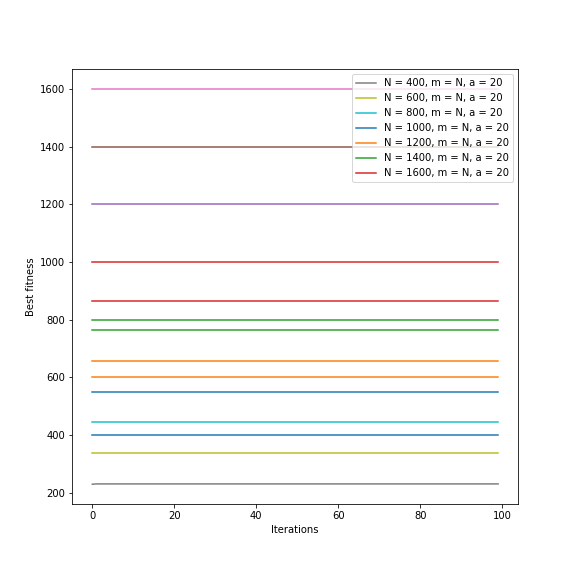 1600
1400
1200
1000
800
600
400
200
Best fitness
N = 400, m = N, a = 20
N = 600, m = N, a = 20
N = 800, m = N, a = 20
N = 1000, m = N, a = 20
N = 1200, m = N, a = 20
N = 1400, m = N, a = 20
N = 1600, m = N, a = 20
0 20 40 60 80 100
Iterations